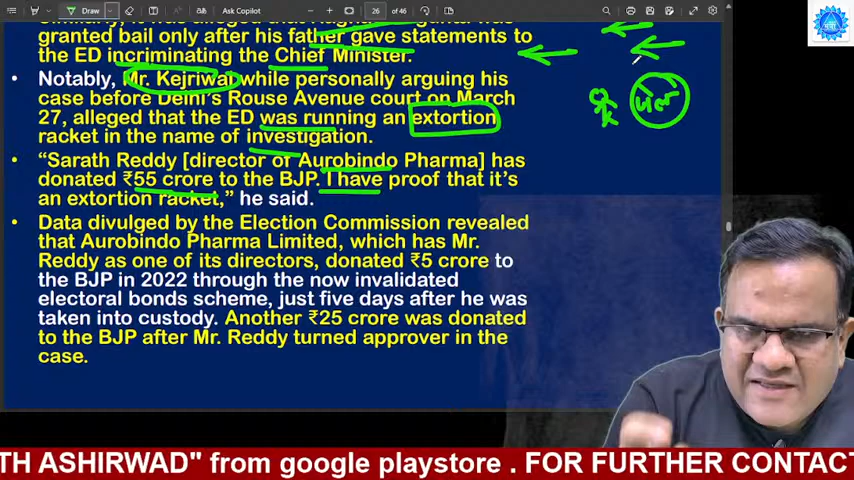 Draw
Ask Copilot
26
of 46
granted bail only after his father gave statements to
the ED incriminating the Chief Minister.
• Notably, Mr. Kejriwal while personally arguing his
case before Delhi's Rouse Avenue court on March
27, alleged that the ED was running an extortion
racket in the name of investigation.
• “Sarath Reddy [director of Aurobindo Pharma] has
donated ₹55 crore to the BJP. I have proof that it's
an extortion racket,” he said.
• Data divulged by the Election Commission revealed
that Aurobindo Pharma Limited, which has Mr.
Reddy as one of its directors, donated ₹5 crore to
the BJP in 2022 through the now invalidated
electoral bonds scheme, just five days after he was
taken into custody. Another ₹25 crore was donated
to the BJP after Mr. Reddy turned approver in the
case.
TH ASHIRWAD" from google playstore . FOR FURTHER CONTACT